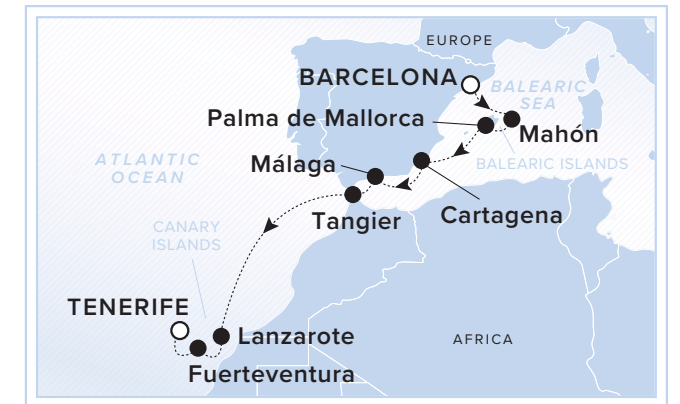 EUROPE
BARCELONA
BALEARIC
SEA
Palma de Mallorca
Mahón
BALEARIC ISLANDS
Málaga
ATLANTIC
OCEAN
Cartagena
Tangier
CANARY
ISLANDS
TENERIFE
Lanzarote
AFRICA
Fuerteventura